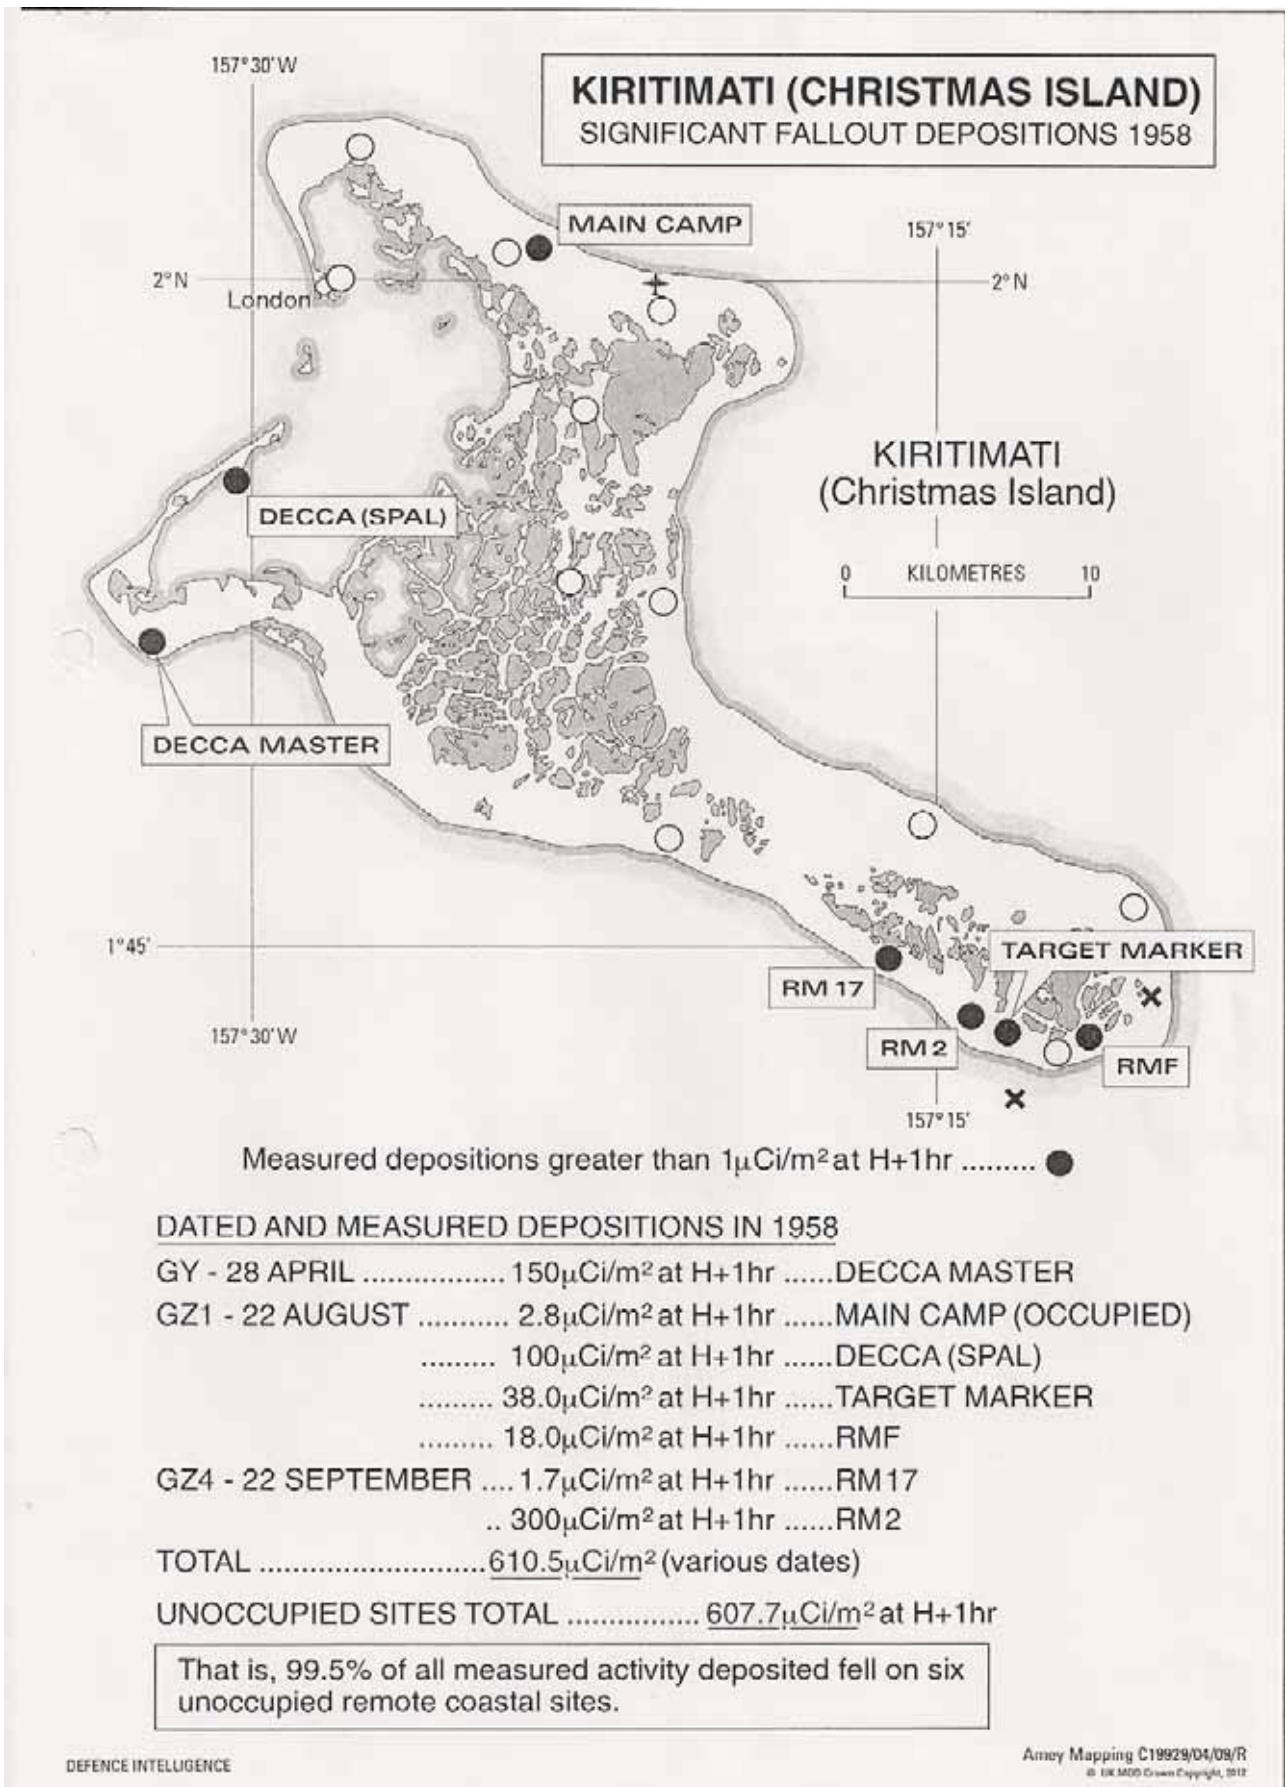 157°30'W
KIRITIMATI (CHRISTMAS ISLAND)
SIGNIFICANT FALLOUT DEPOSITIONS 1958
MAIN CAMP
157°15'
2°N
2°N
London
KIRITIMATI
(Christmas Island)
DECCA (SPAL)
0 KILOMETRES 10
DECCA MASTER
1°45'
TARGET MARKER
RM 17
157°30'W
RM 2
RMF
157°15'
Measured depositions greater than 1µCi/m² at H+1hr .........
DATED AND MEASURED DEPOSITIONS IN 1958
GY - 28 APRIL ................. 150µCi/m² at H+1hr ......DECCA MASTER
GZ1 - 22 AUGUST ........... 2.8µCi/m² at H+1hr ......MAIN CAMP (OCCUPIED)
......... 100µCi/m² at H+1hr ......DECCA (SPAL)
......... 38.0µCi/m² at H+1hr ......TARGET MARKER
......... 18.0µCi/m² at H+1hr ......RMF
GZ4 - 22 SEPTEMBER .... 1.7µCi/m² at H+1hr ......RM17
.. 300µCi/m² at H+1hr ......RM2
TOTAL ...........................610.5µCi/m² (various dates)
UNOCCUPIED SITES TOTAL ................ 607.7µCi/m² at H+1hr
That is, 99.5% of all measured activity deposited fell on six
unoccupied remote coastal sites.
DEFENCE INTELLIGENCE
Amey Mapping C19929/04/09/R
© UK MOD Crown Copyright, 2012